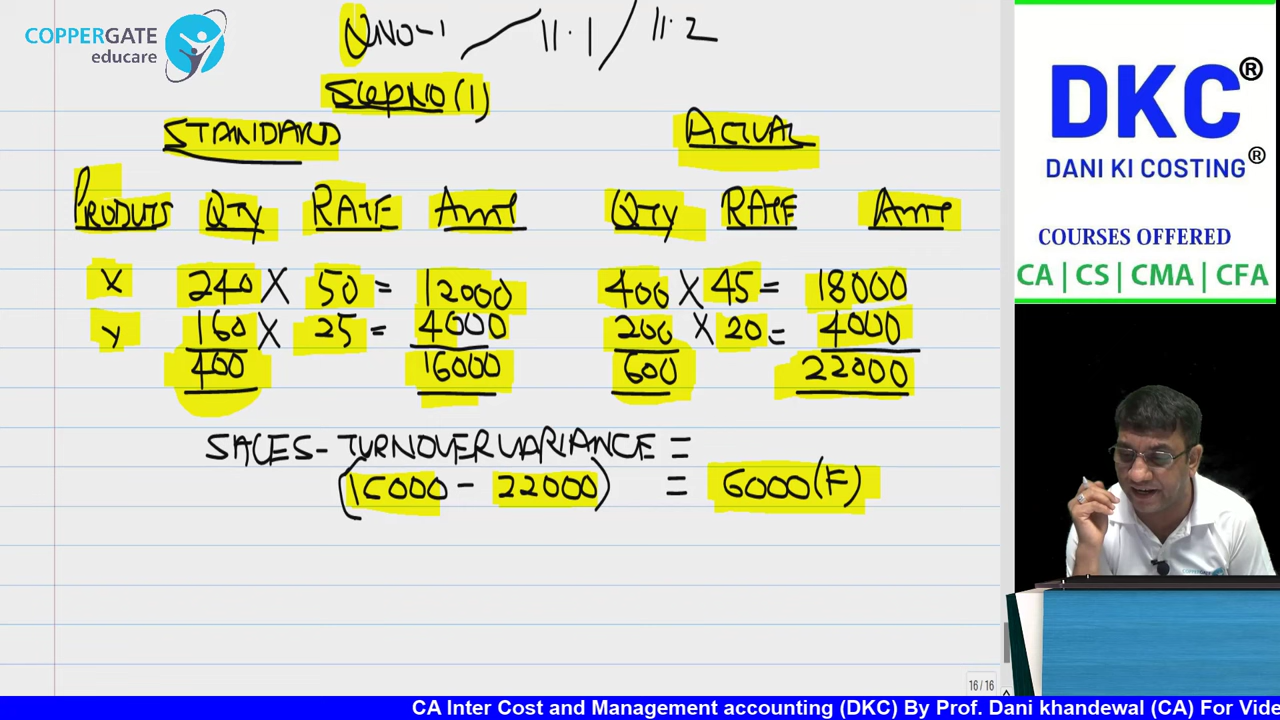 COPPERGATE
educare
QNO-1 / 11.1 / 11.2
StepNO (1)
STANDARD ACTUAL
PRODUTS QTY RATE Amt QTY RATE Amt
X 240 X 50 = 12000 400 X 45 = 18000
Y 160 X 25 = 4000 200 X 20 = 4000
400 16000 600 22000
SALES-TURNOVER VARIANCE =
(16000 - 22000) = 6000(F)
DKC®
DANI KI COSTING®
COURSES OFFERED
CA | CS | CMA | CFA
16 / 16
CA Inter Cost and Management accounting (DKC) By Prof. Dani khandewal (CA) For Vide